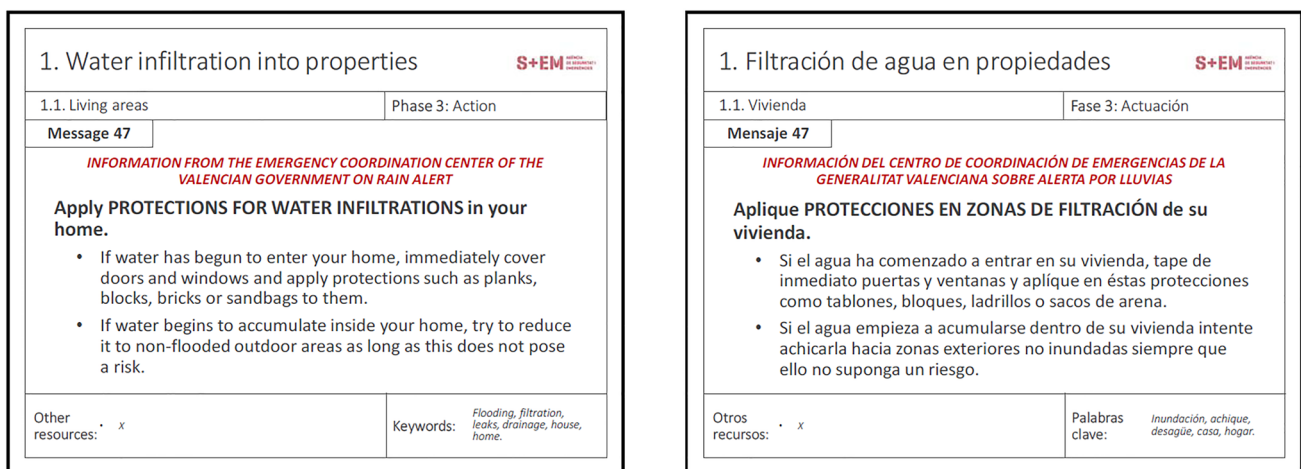 1. Water infiltration into properties
S+EM AGÈNCIA
DE SEGURETAT I
EMERGÈNCIES
1.1. Living areas
Phase 3: Action
Message 47
INFORMATION FROM THE EMERGENCY COORDINATION CENTER OF THE
VALENCIAN GOVERNMENT ON RAIN ALERT
Apply PROTECTIONS FOR WATER INFILTRATIONS in your
home.
• If water has begun to enter your home, immediately cover
doors and windows and apply protections such as planks,
blocks, bricks or sandbags to them.
• If water begins to accumulate inside your home, try to reduce
it to non-flooded outdoor areas as long as this does not pose
a risk.
Other
resources:
• x
Keywords:
Flooding, filtration,
leaks, drainage, house,
home.
1. Filtración de agua en propiedades
S+EM AGÈNCIA
DE SEGURETAT I
EMERGÈNCIES
1.1. Vivienda
Fase 3: Actuación
Mensaje 47
INFORMACIÓN DEL CENTRO DE COORDINACIÓN DE EMERGENCIAS DE LA
GENERALITAT VALENCIANA SOBRE ALERTA POR LLUVIAS
Aplique PROTECCIONES EN ZONAS DE FILTRACIÓN de su
vivienda.
• Si el agua ha comenzado a entrar en su vivienda, tape de
inmediato puertas y ventanas y aplíque en éstas protecciones
como tablones, bloques, ladrillos o sacos de arena.
• Si el agua empieza a acumularse dentro de su vivienda intente
achicarla hacia zonas exteriores no inundadas siempre que
ello no suponga un riesgo.
Otros
recursos:
• x
Palabras
clave:
Inundación, achique,
desagüe, casa, hogar.